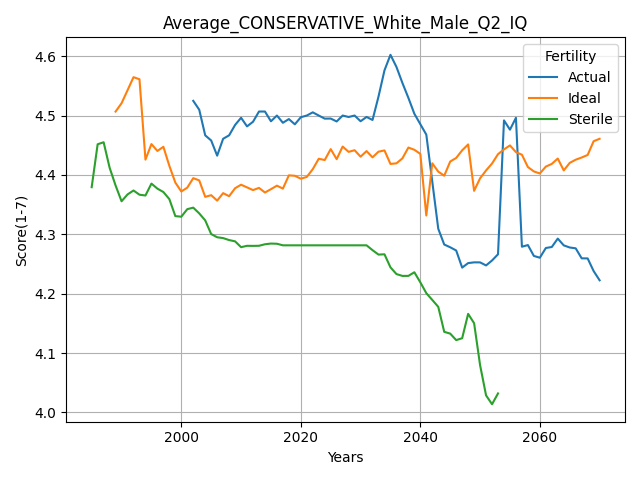 Average_CONSERVATIVE_White_Male_Q2_IQ
Fertility
Actual
Ideal
Sterile
Score(1-7)
4.6
4.5
4.4
4.3
4.2
4.1
4.0
2000 2020 2040 2060
Years